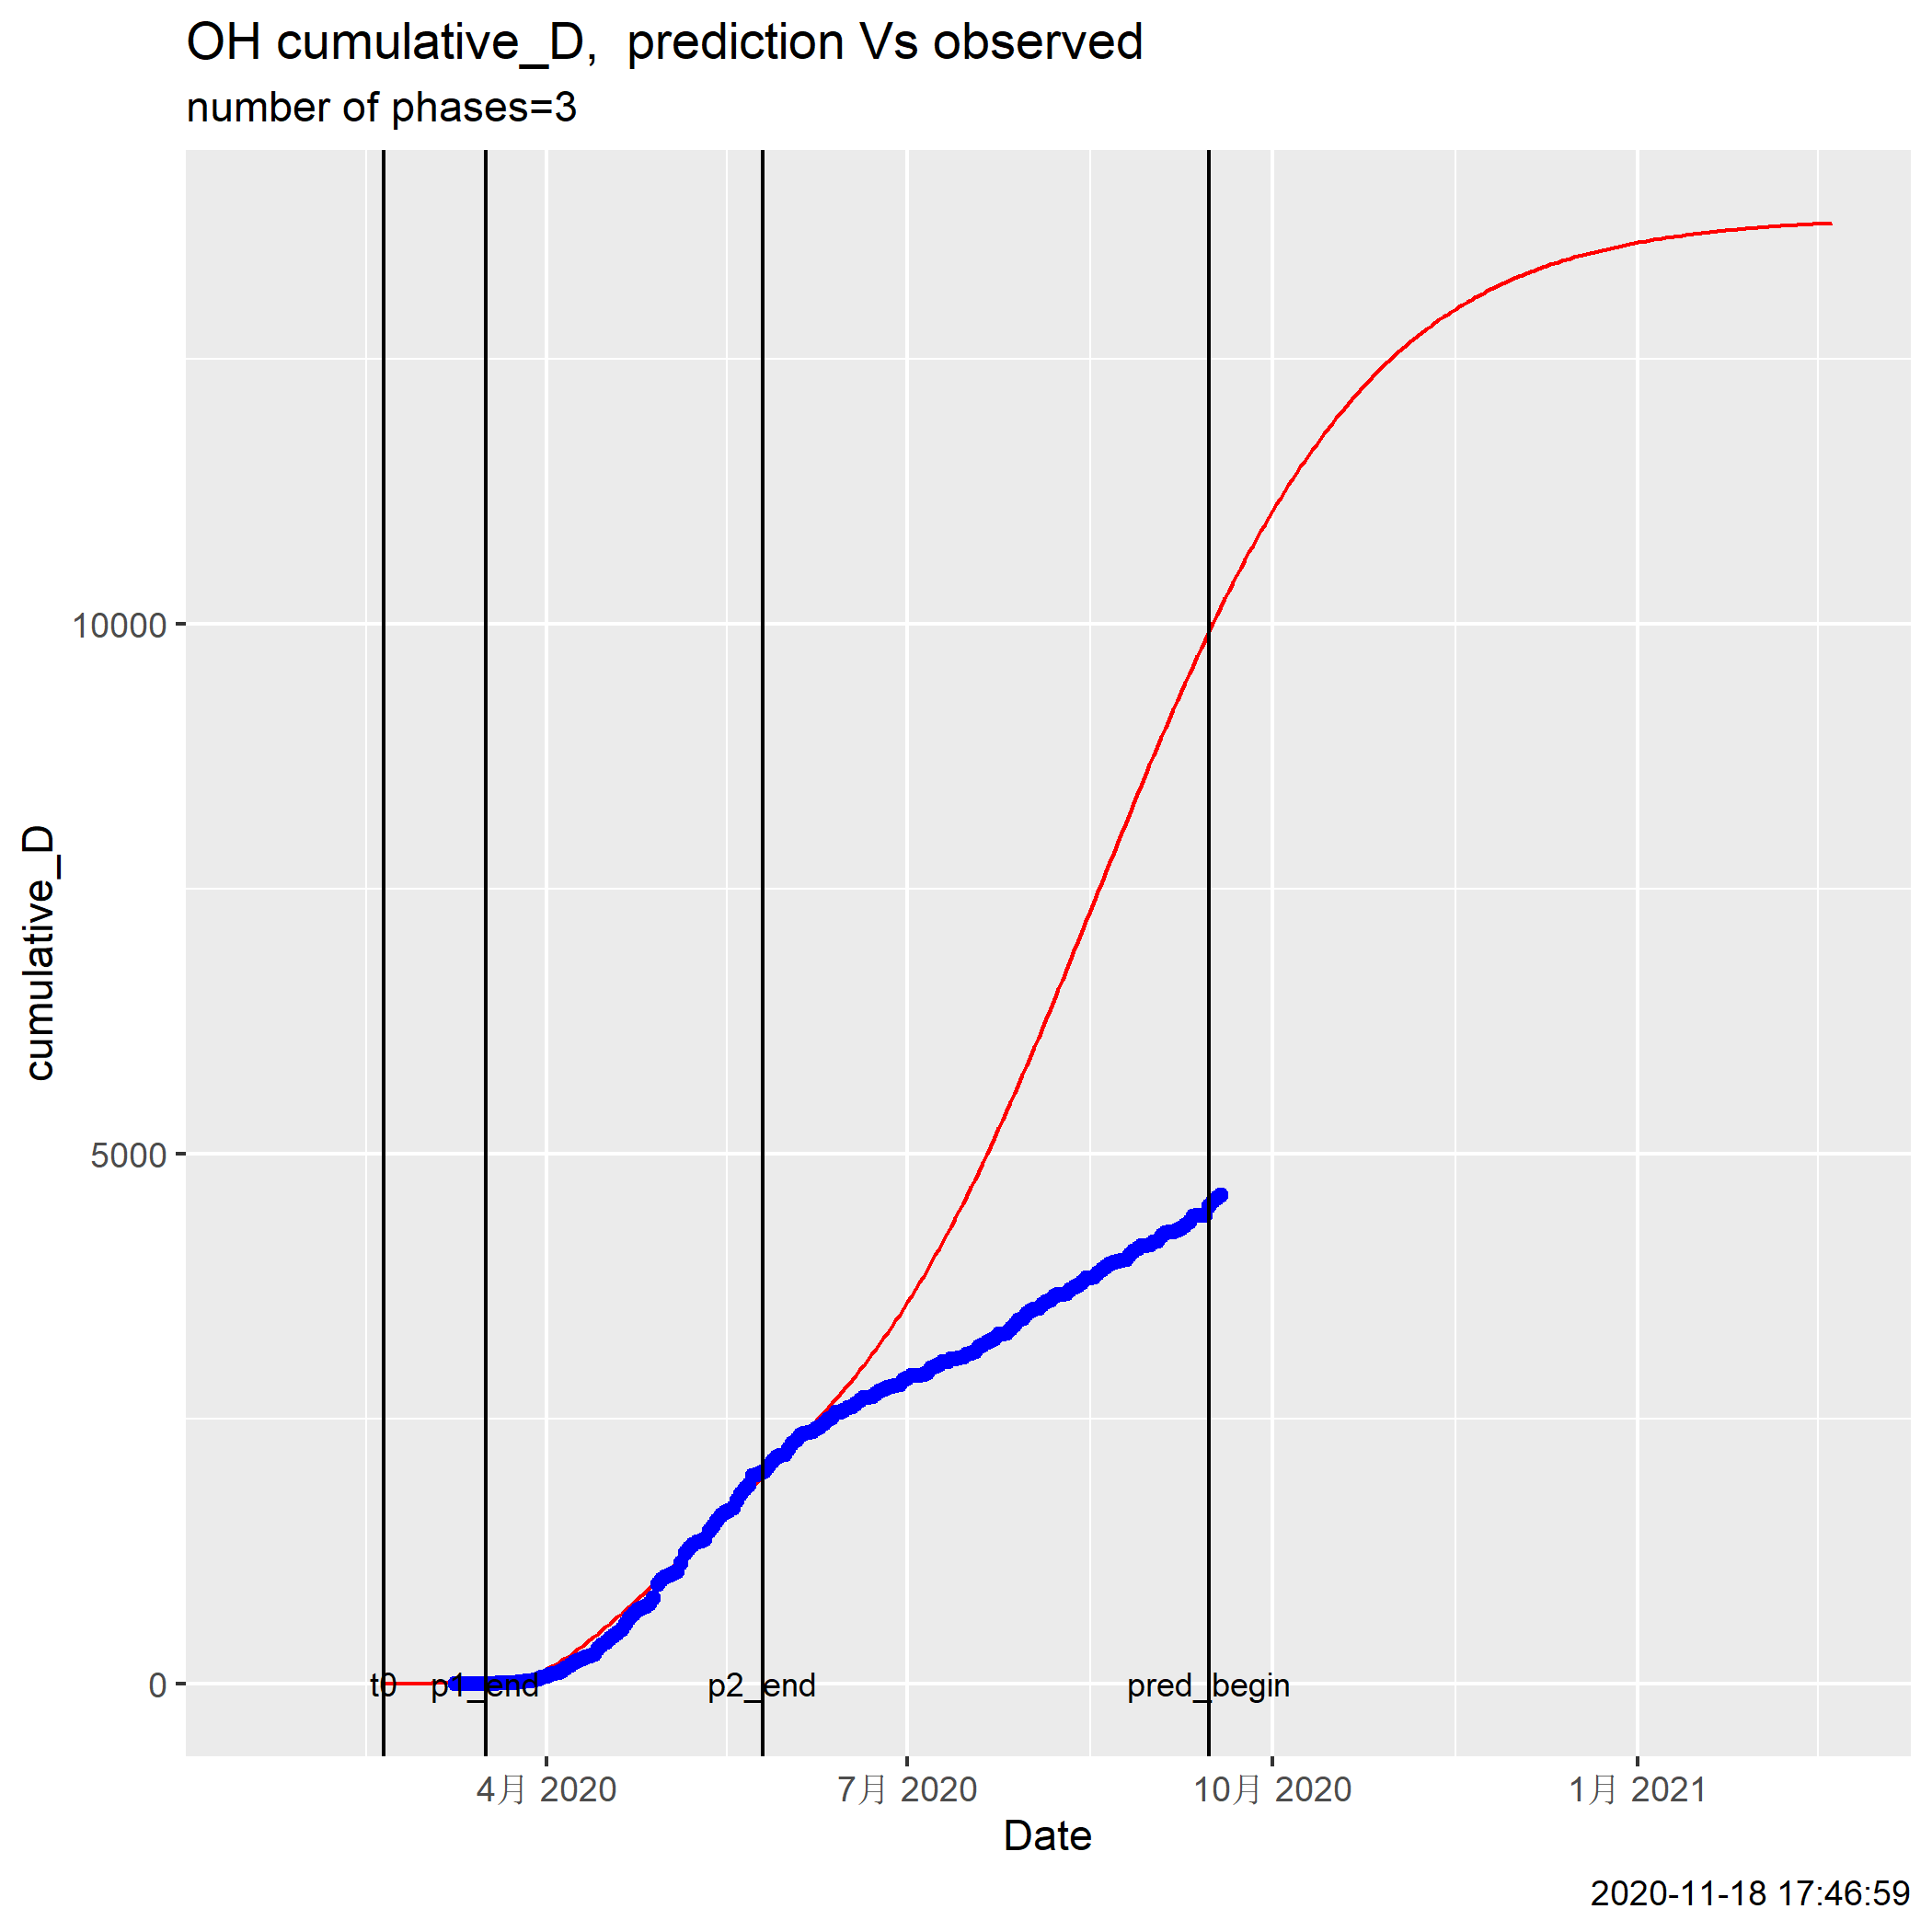 OH cumulative_D,  prediction Vs observed
number of phases=3
cumulative_D
10000
5000
0
t0
p1_end
p2_end
pred_begin
4月 2020
7月 2020
10月 2020
1月 2021
Date
2020-11-18 17:46:59